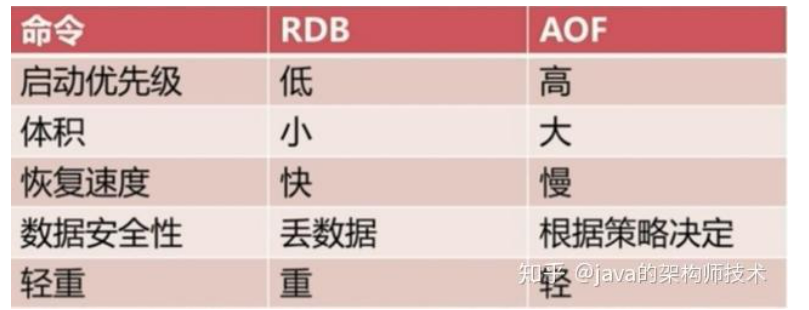 命令 RDB AOF
启动优先级 低 高
体积 小 大
恢复速度 快 慢
数据安全性 丢数据 根据策略决定
轻重 重 轻
知乎 @java的架构师技术